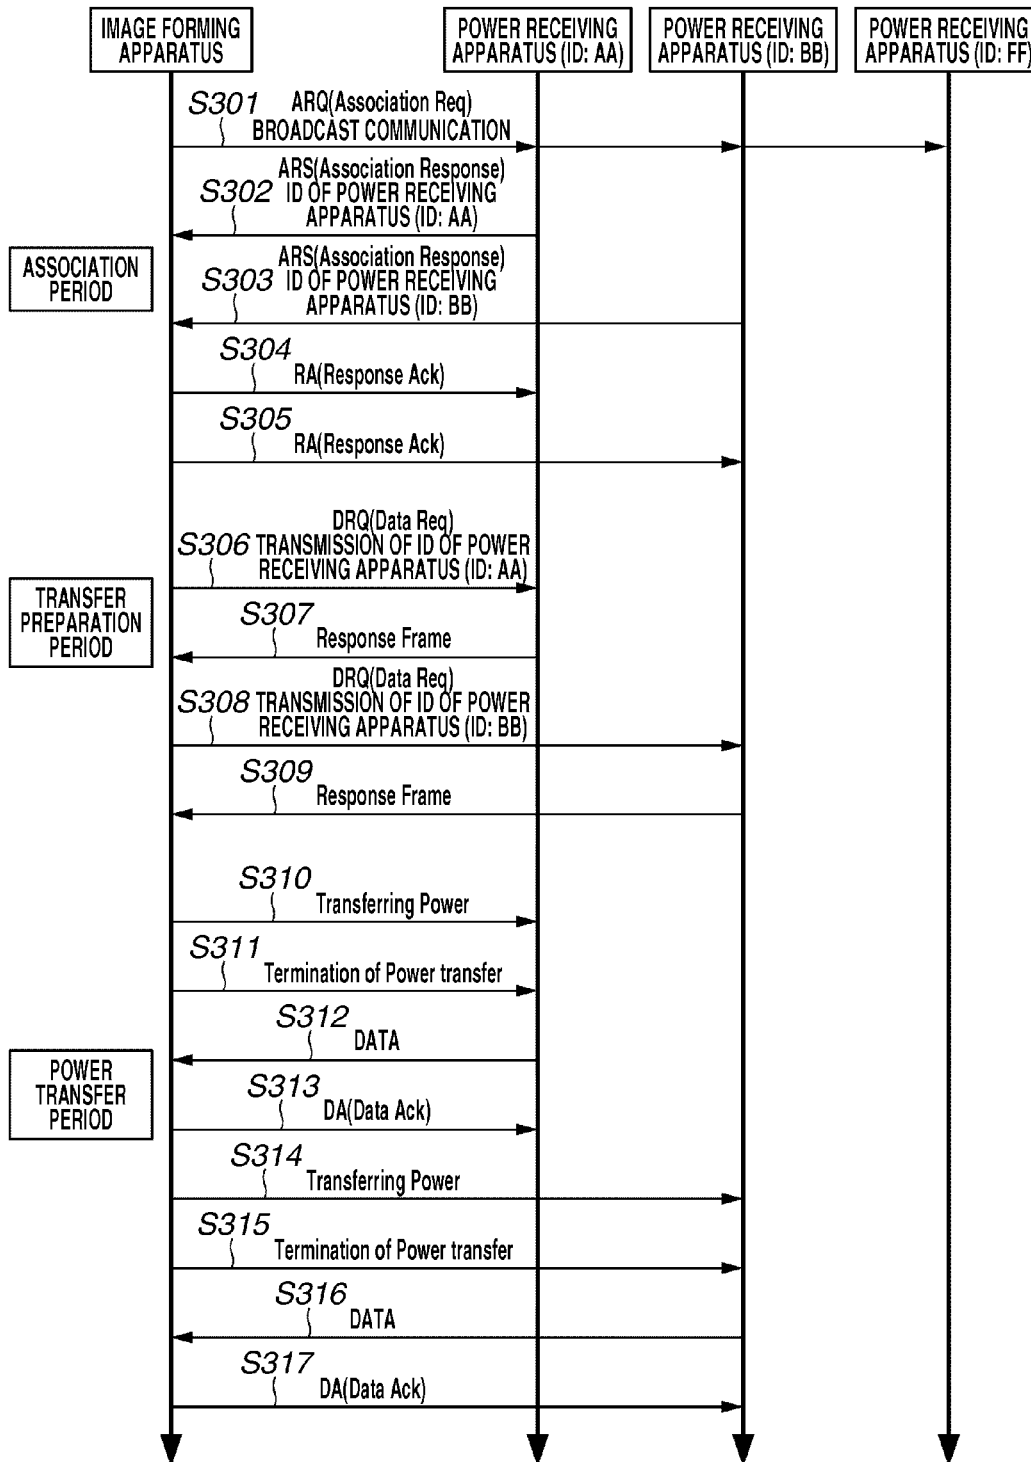 IMAGE FORMING
APPARATUS
POWER RECEIVING
APPARATUS (ID: AA)
POWER RECEIVING
APPARATUS (ID: BB)
POWER RECEIVING
APPARATUS (ID: FF)
S301
ARQ(Association Req)
BROADCAST COMMUNICATION
S302
ARS(Association Response)
ID OF POWER RECEIVING
APPARATUS (ID: AA)
ASSOCIATION
PERIOD
S303
ARS(Association Response)
ID OF POWER RECEIVING
APPARATUS (ID: BB)
S304
RA(Response Ack)
S305
RA(Response Ack)
S306
DRQ(Data Req)
TRANSMISSION OF ID OF POWER
RECEIVING APPARATUS (ID: AA)
TRANSFER
PREPARATION
PERIOD
S307
Response Frame
S308
DRQ(Data Req)
TRANSMISSION OF ID OF POWER
RECEIVING APPARATUS (ID: BB)
S309
Response Frame
S310
Transferring Power
S311
Termination of Power transfer
S312
DATA
POWER
TRANSFER
PERIOD
S313
DA(Data Ack)
S314
Transferring Power
S315
Termination of Power transfer
S316
DATA
S317
DA(Data Ack)